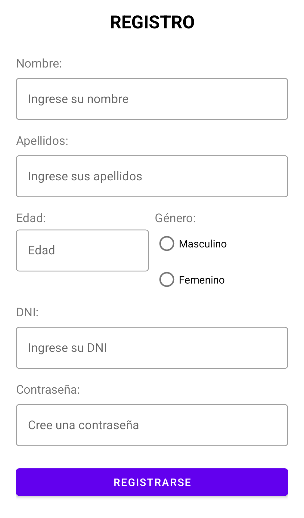 REGISTRO
Nombre:
Ingrese su nombre
Apellidos:
Ingrese sus apellidos
Edad:
Edad
Género:
Masculino
Femenino
DNI:
Ingrese su DNI
Contraseña:
Cree una contraseña
REGISTRARSE